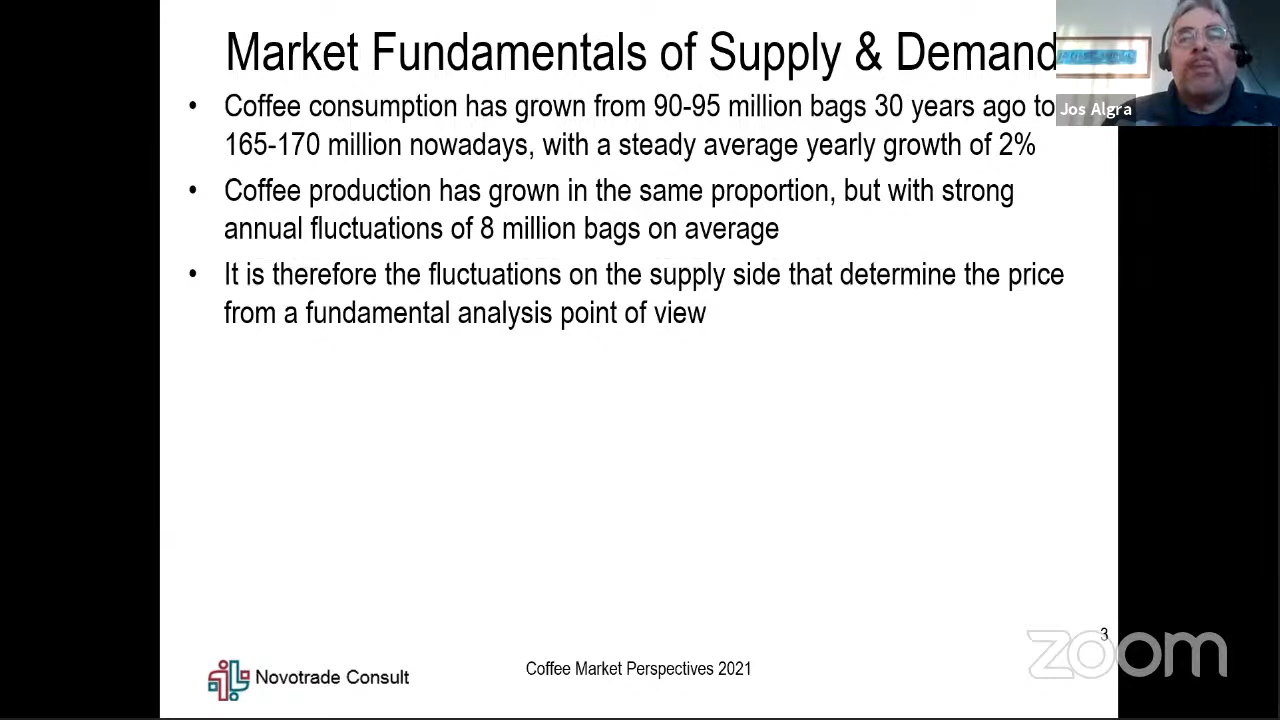 Market Fundamentals of Supply & Demand
Jos Algra
• Coffee consumption has grown from 90-95 million bags 30 years ago to
165-170 million nowadays, with a steady average yearly growth of 2%
• Coffee production has grown in the same proportion, but with strong
annual fluctuations of 8 million bags on average
• It is therefore the fluctuations on the supply side that determine the price
from a fundamental analysis point of view
3
zoom
Novotrade Consult
Coffee Market Perspectives 2021